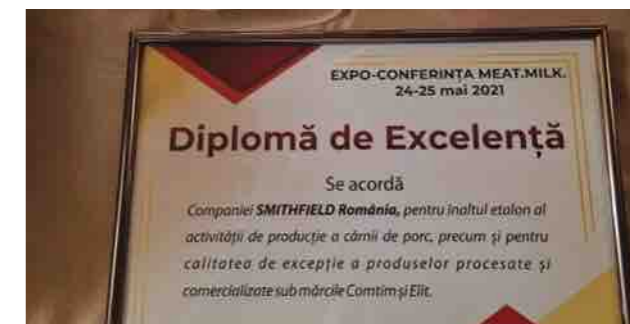 EXPO-CONFERINȚA MEAT.MILK.
24-25 mai 2021
Diplomă de Excelență
Se acordă
Companiei SMITHFIELD România, pentru înaltul etalon al
activității de producție a cărnii de porc, precum și pentru
calitatea de excepție a produselor procesate și
comercializate sub mărcile Comtim și Elit.